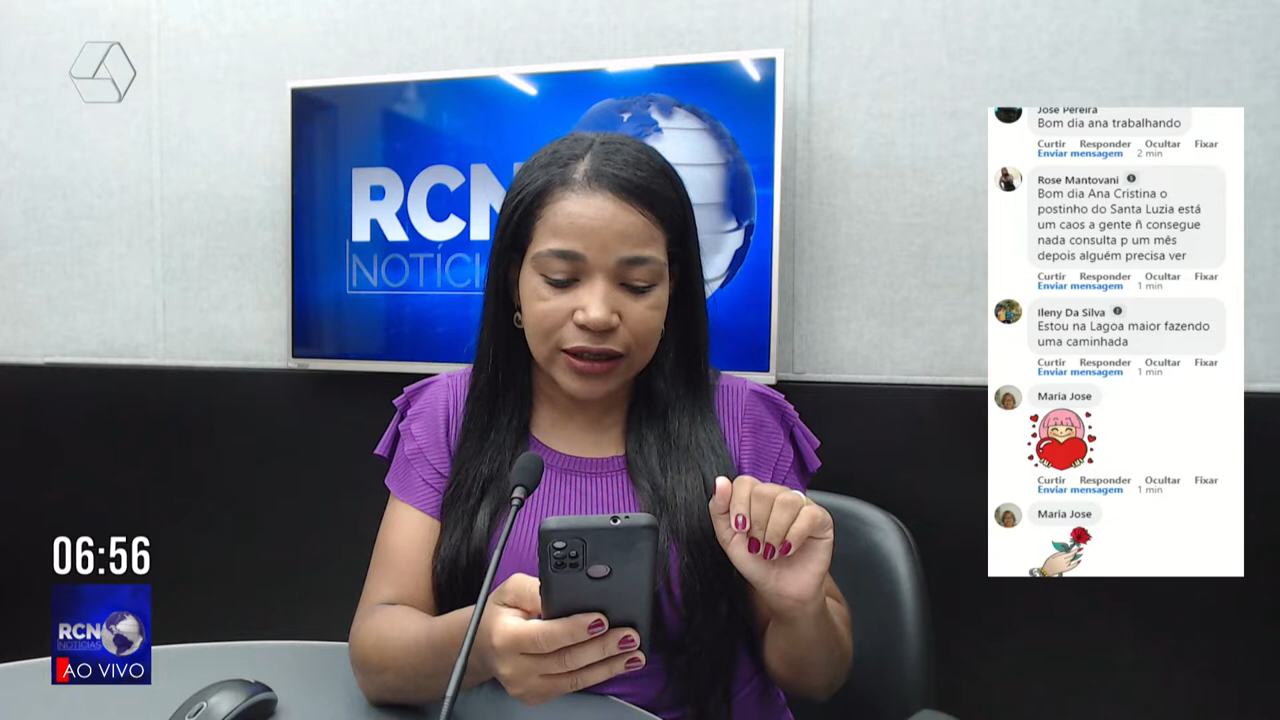 RCN
NOTÍCI
06:56
RCN
NOTÍCIAS
AO VIVO
José Pereira
Bom dia ana trabalhando
Curtir Responder Ocultar Fixar
Enviar mensagem 2 min
Rose Mantovani
Bom dia Ana Cristina o
postinho do Santa Luzia está
um caos a gente ñ consegue
nada consulta p um mês
depois alguém precisa ver
Curtir Responder Ocultar Fixar
Enviar mensagem 1 min
Ileny Da Silva
Estou na Lagoa maior fazendo
uma caminhada
Curtir Responder Ocultar Fixar
Enviar mensagem 1 min
Maria Jose
Curtir Responder Ocultar Fixar
Enviar mensagem 1 min
Maria Jose